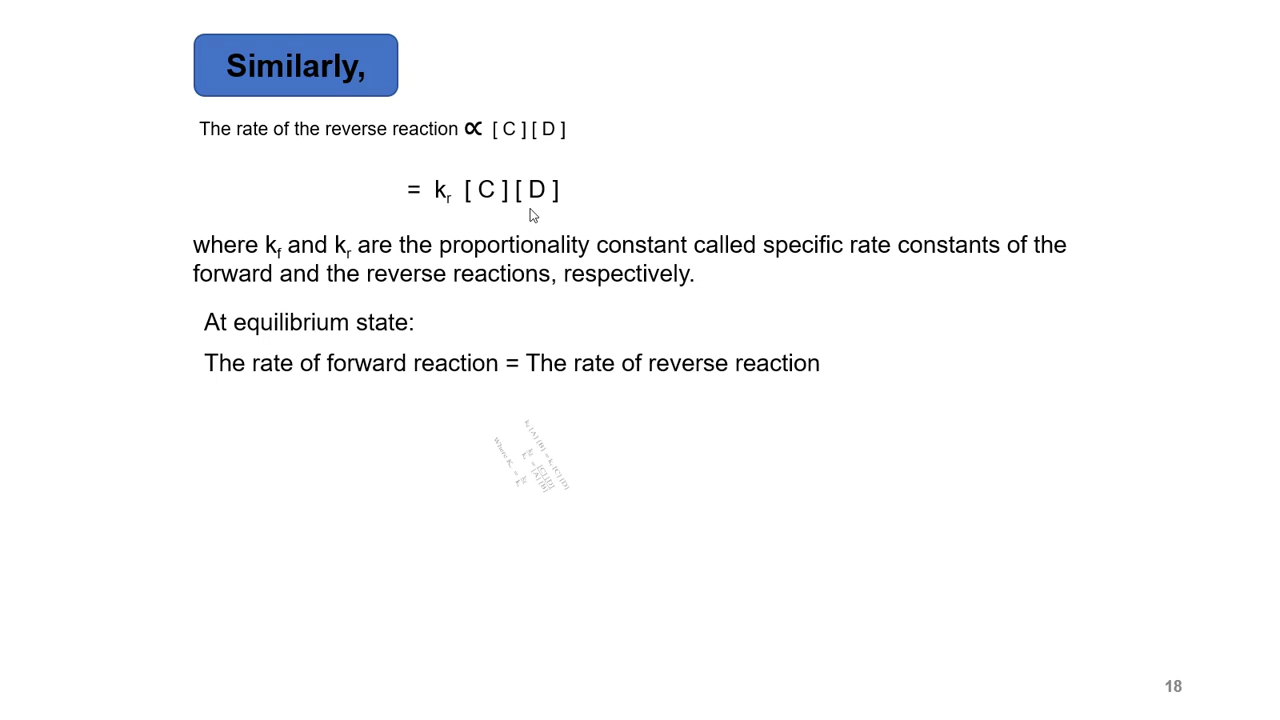 Similarly,
The rate of the reverse reaction ∝ [ C ] [ D ]
= kr [ C ] [ D ]
where kf and kr are the proportionality constant called specific rate constants of the
forward and the reverse reactions, respectively.
At equilibrium state:
The rate of forward reaction = The rate of reverse reaction
18